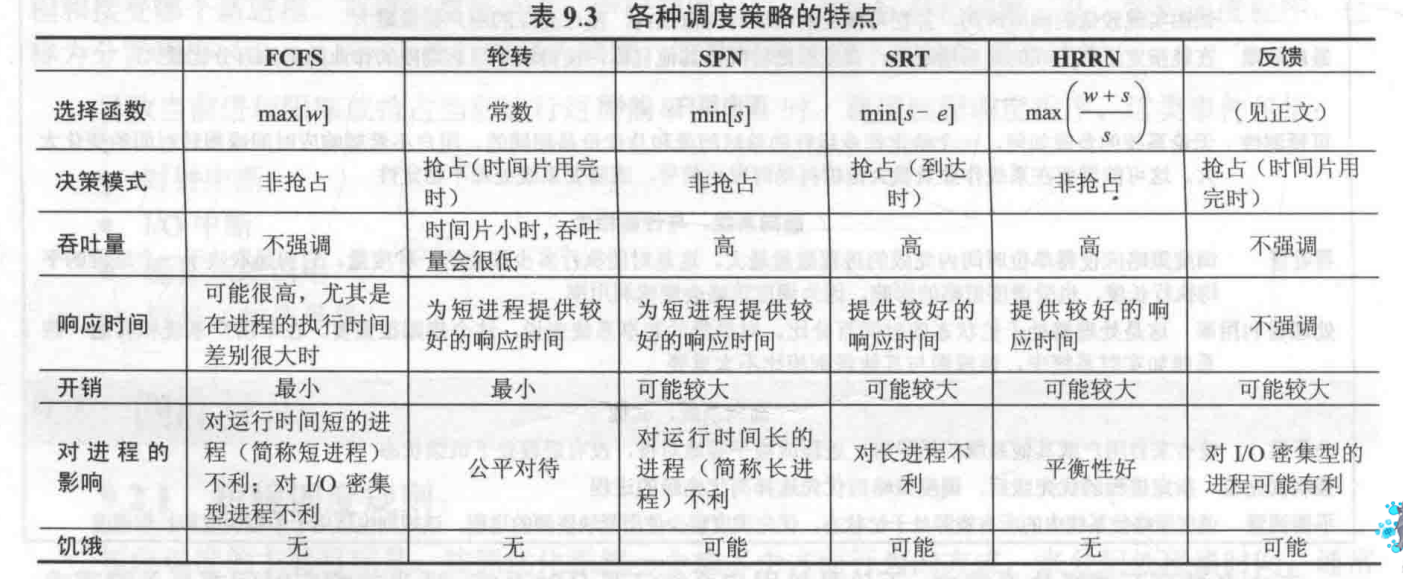 表 9.3 各种调度策略的特点
FCFS 轮转 SPN SRT HRRN 反馈
选择函数 max[w] 常数 min[s] min[s-e] max((w+s)/s) (见正文)
决策模式 非抢占 抢占(时间片用完时) 非抢占 抢占(到达时) 非抢占 抢占(时间片用完时)
吞吐量 不强调 时间片小时,吞吐量会很低 高 高 高 不强调
响应时间 可能很高,尤其是在进程的执行时间差别很大时 为短进程提供较好的响应时间 为短进程提供较好的响应时间 提供较好的响应时间 提供较好的响应时间 不强调
开销 最小 最小 可能较大 可能较大 可能较大 可能较大
对进程的影响 对运行时间短的进程(简称短进程)不利;对 I/O 密集型进程不利 公平对待 对运行时间长的进程(简称长进程)不利 对长进程不利 平衡性好 对 I/O 密集型的进程可能有利
饥饿 无 无 可能 可能 无 可能